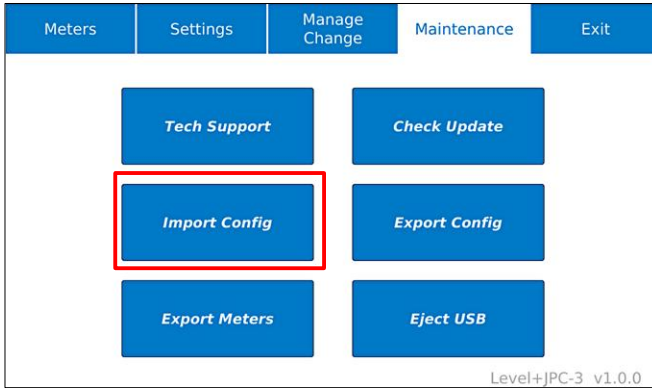 Meters
Settings
Manage
Change
Maintenance
Exit
Tech Support
Check Update
Import Config
Export Config
Export Meters
Eject USB
Level+JPC-3 v1.0.0